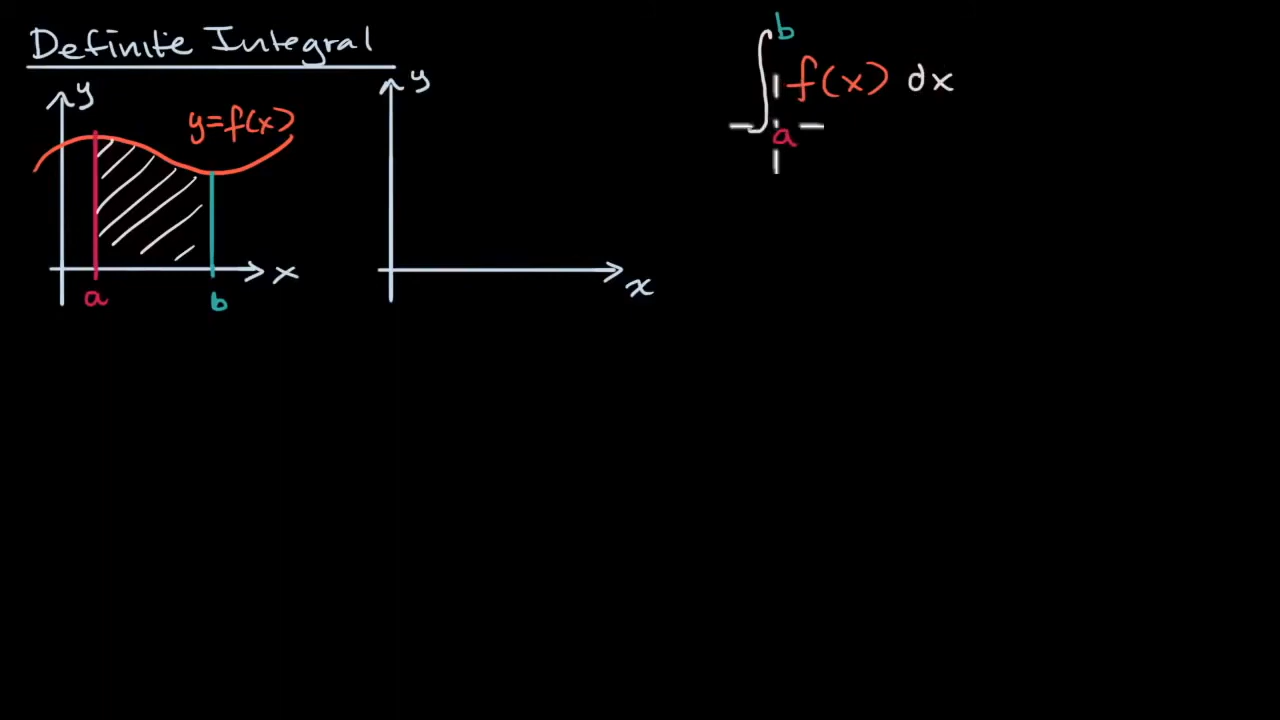 Definite Integral
y
y=f(x)
x
a
b
y
x
∫
b
a
f(x) dx